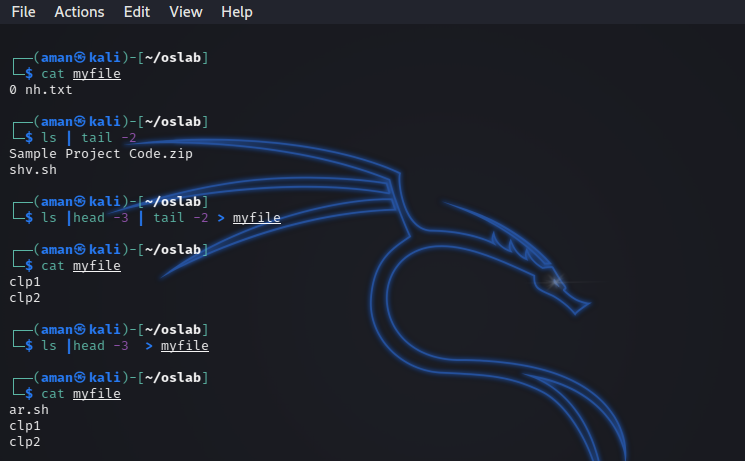 File Actions Edit View Help
┌──(aman㉿kali)-[~/oslab]
└─$ cat myfile
0 nh.txt
┌──(aman㉿kali)-[~/oslab]
└─$ ls | tail -2
Sample Project Code.zip
shv.sh
┌──(aman㉿kali)-[~/oslab]
└─$ ls |head -3 | tail -2 > myfile
┌──(aman㉿kali)-[~/oslab]
└─$ cat myfile
clp1
clp2
┌──(aman㉿kali)-[~/oslab]
└─$ ls |head -3  > myfile
┌──(aman㉿kali)-[~/oslab]
└─$ cat myfile
ar.sh
clp1
clp2